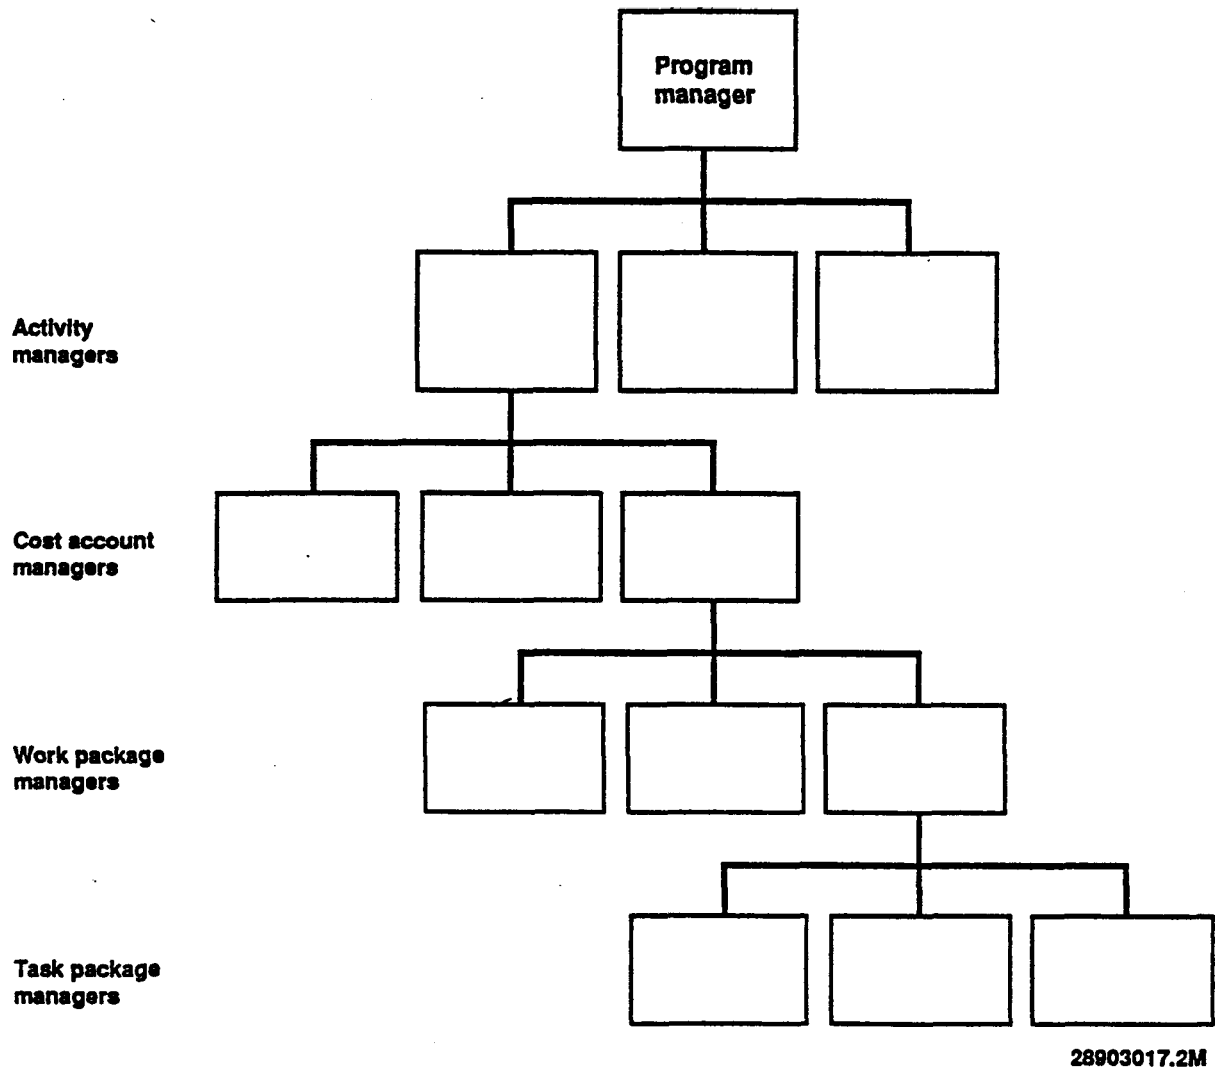 Program
manager
Activity
managers
Cost account
managers
Work package
managers
Task package
managers
28903017.2M